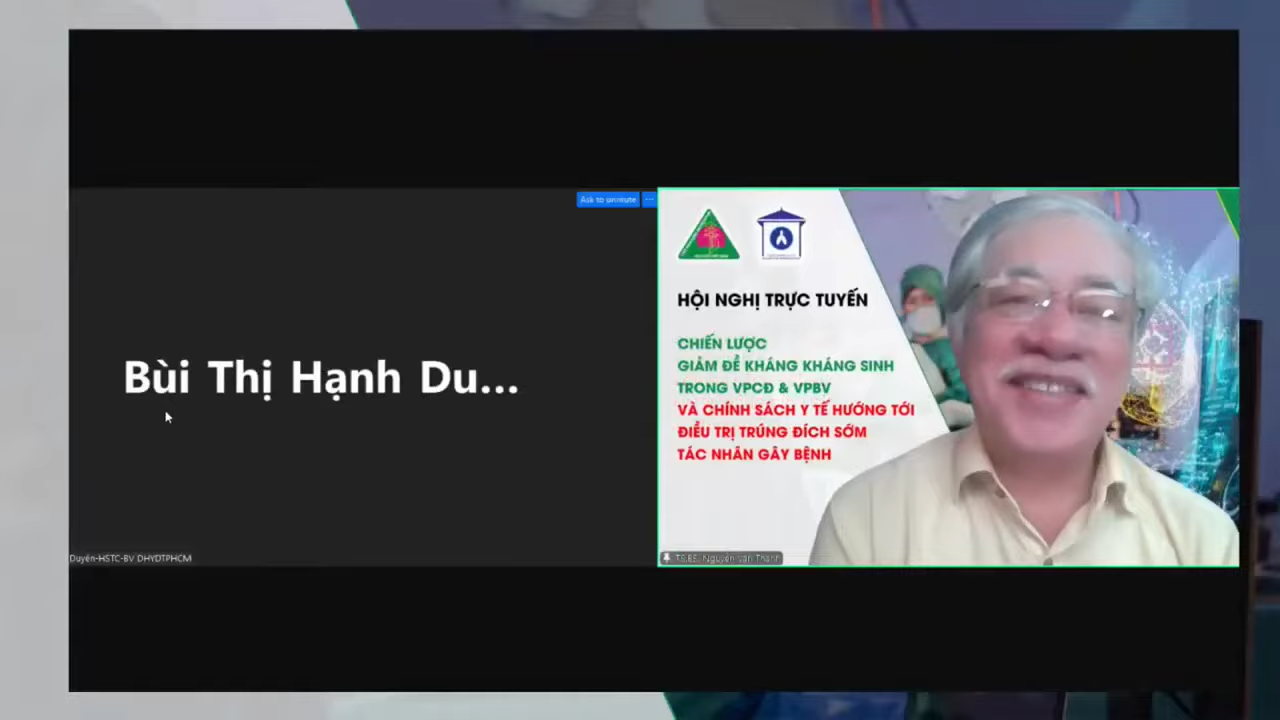 Ask to unmute
Bùi Thị Hạnh Du...
Duyên-HSTC-BV DHYDTPHCM
HỘI NGHỊ TRỰC TUYẾN
CHIẾN LƯỢC
GIẢM ĐỀ KHÁNG KHÁNG SINH
TRONG VPCĐ & VPBV
VÀ CHÍNH SÁCH Y TẾ HƯỚNG TỚI
ĐIỀU TRỊ TRÚNG ĐÍCH SỚM
TÁC NHÂN GÂY BỆNH
TS.BS. Nguyễn Văn Thành